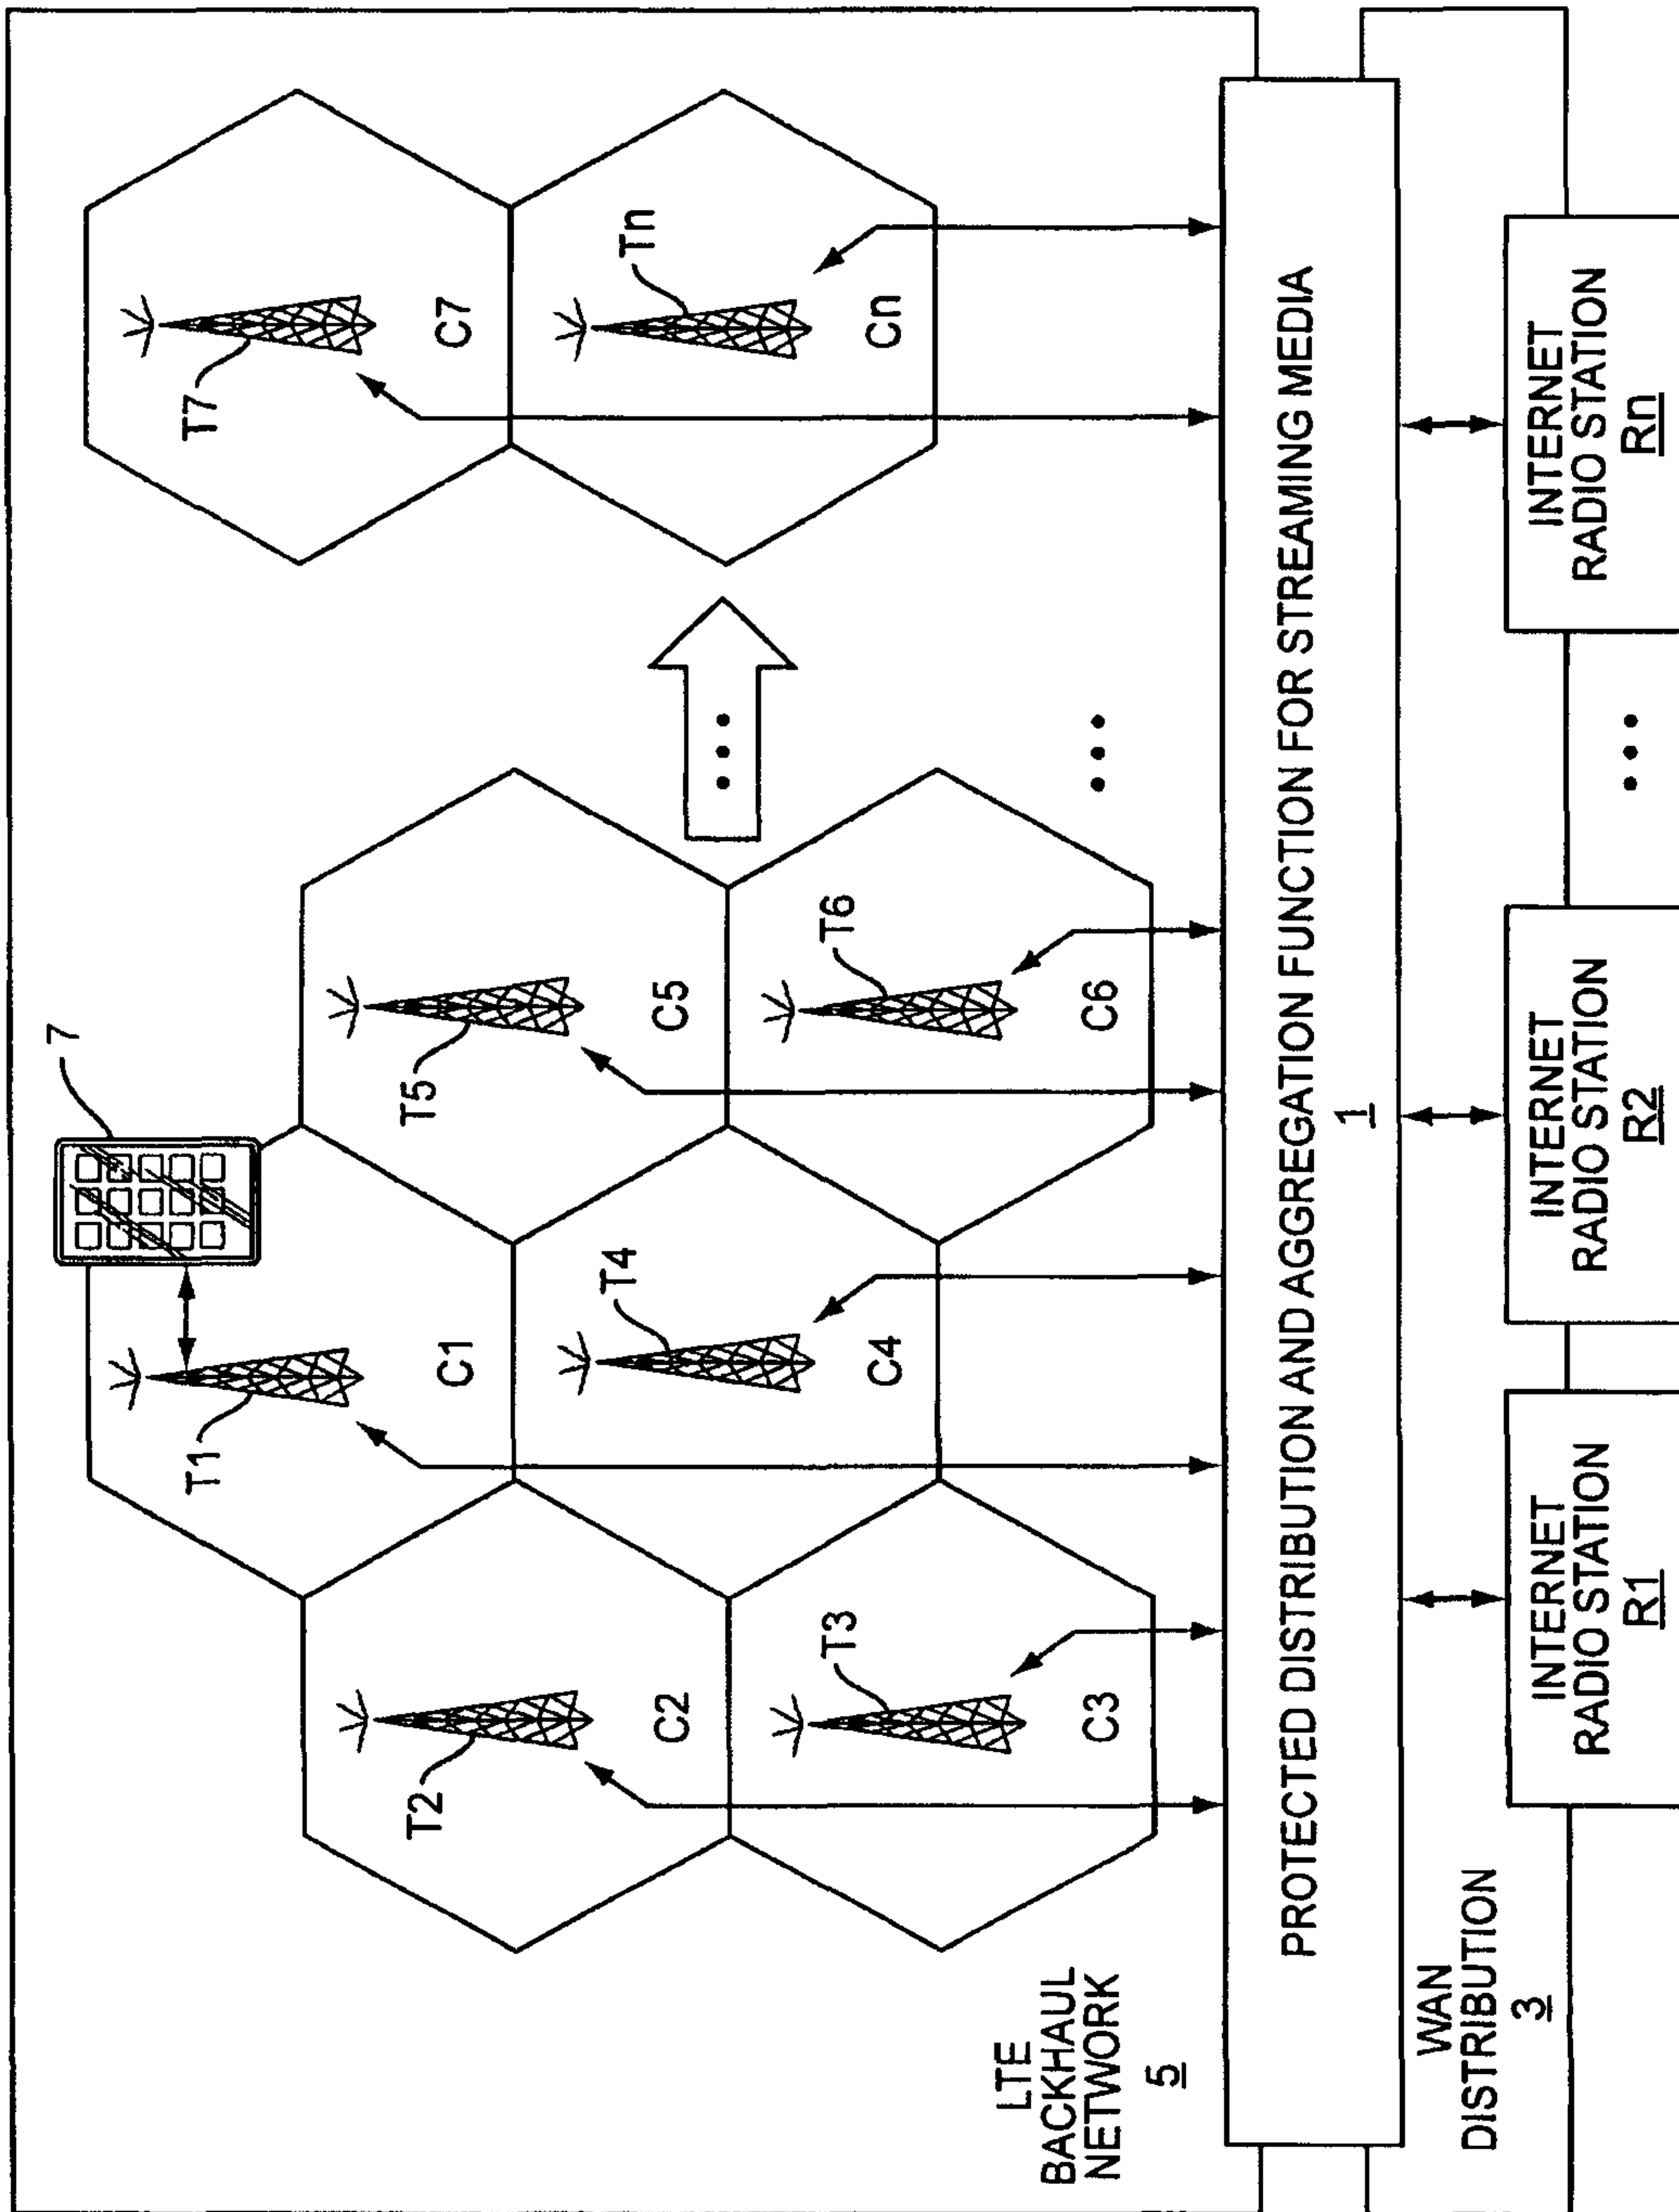 7
T1
C1
T2
C2
T3
C3
T4
C4
T5
C5
T6
C6
T7
C7
Tn
Cn
...
...
LTE
BACKHAUL
NETWORK
5
PROTECTED DISTRIBUTION AND AGGREGATION FUNCTION FOR STREAMING MEDIA
1
WAN
DISTRIBUTION
3
INTERNET
RADIO STATION
R1
INTERNET
RADIO STATION
R2
...
INTERNET
RADIO STATION
Rn